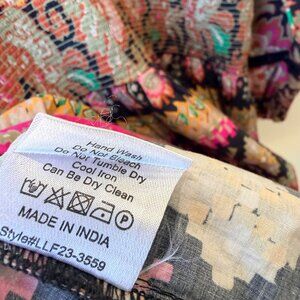 Hand Wash
Do Not Bleach
Do Not Tumble Dry
Cool Iron
Can Be Dry Clean
MADE IN INDIA
Style#LLF23-3559